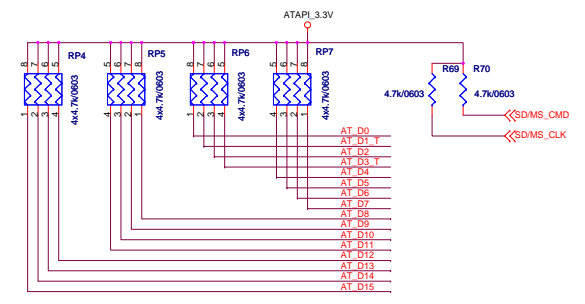 ATAPI_3.3V
RP4
RP5
RP6
RP7
R69
R70
8 7 6 5
5 6 7 8
8 7 6 5
5 6 7 8
4x4.7k/0603
4x4.7k/0603
4x4.7k/0603
4x4.7k/0603
4.7k/0603
4.7k/0603
1 2 3 4
4 3 2 1
1 2 3 4
4 3 2 1
SD/MS_CMD
SD/MS_CLK
AT_D0
AT_D1_T
AT_D2
AT_D3_T
AT_D4
AT_D5
AT_D6
AT_D7
AT_D8
AT_D9
AT_D10
AT_D11
AT_D12
AT_D13
AT_D14
AT_D15